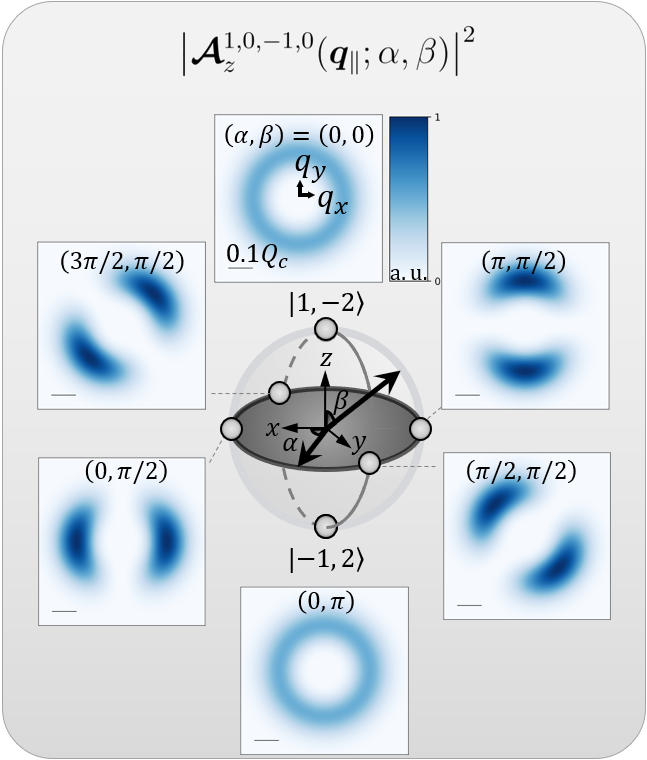 |𝓐_z^{1,0,−1,0}(q_∥; α, β)|^2
(α, β) = (0, 0)
q_y
q_x
0.1Q_c
1
a.u.
0
(3π/2, π/2)
(π, π/2)
|1, −2⟩
z
β
x
α
y
(0, π/2)
(π/2, π/2)
|−1, 2⟩
(0, π)